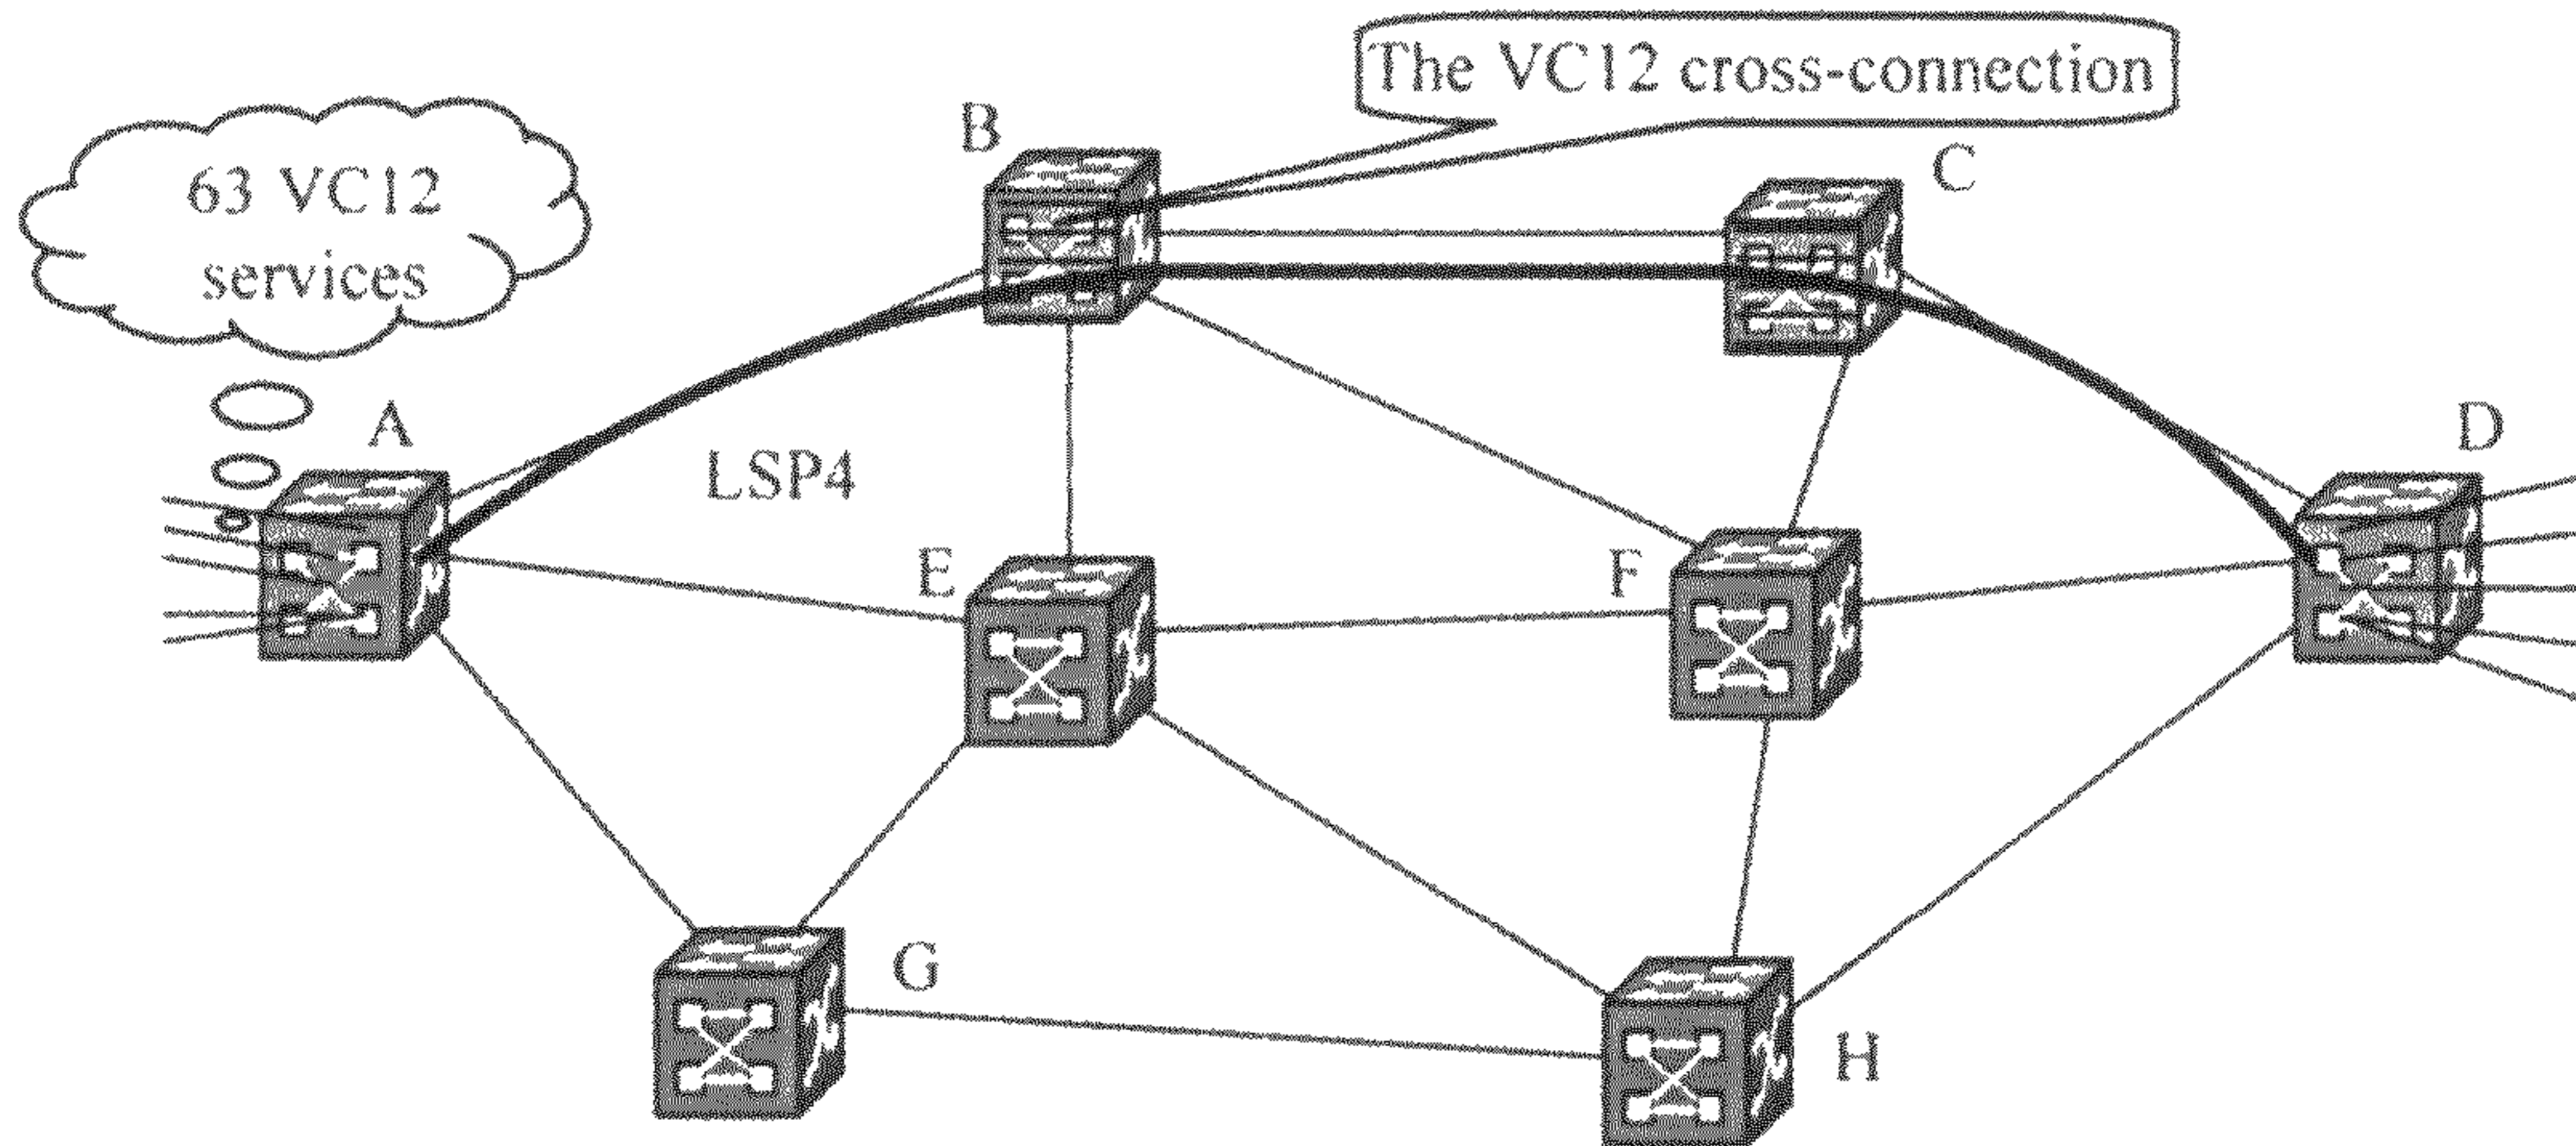 The VC12 cross-connection
B
C
63 VC12
services
A
D
LSP4
E
F
G
H